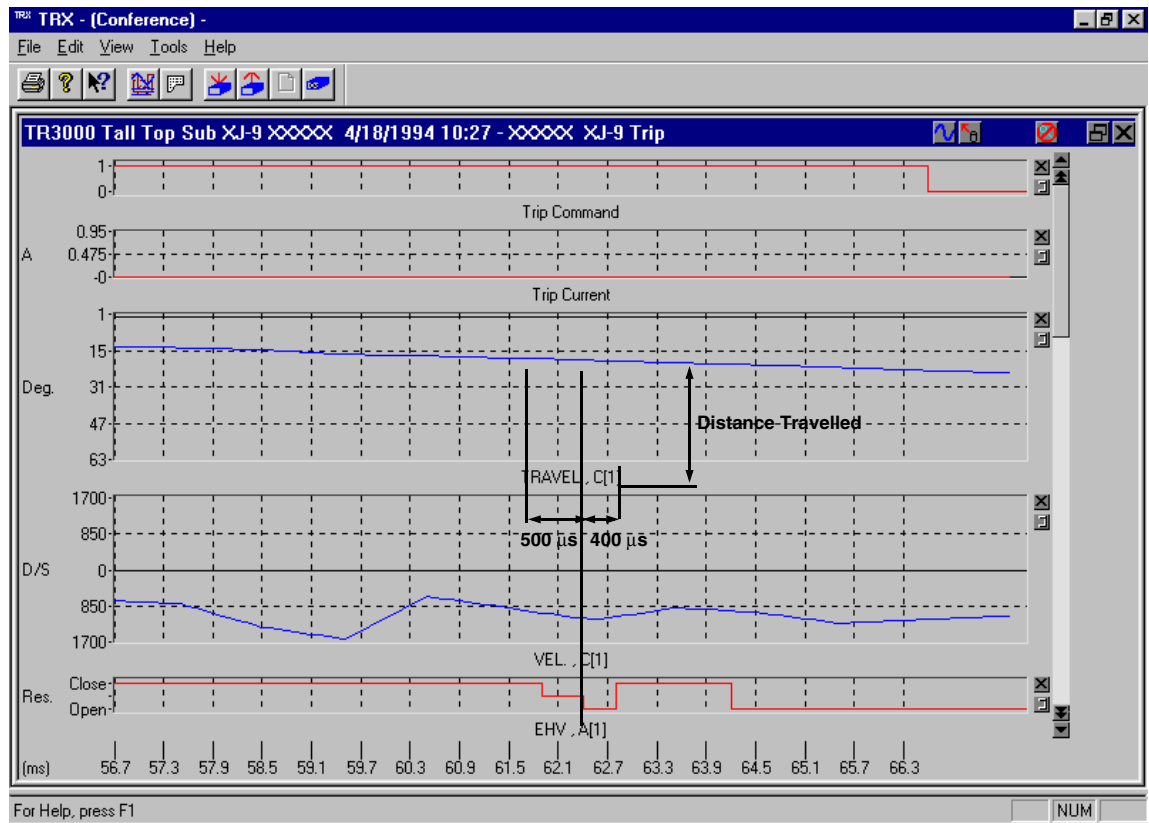 TRX TRX - (Conference) -
File Edit View Tools Help
TR3000 Tall Top Sub XJ-9 XXXXX 4/18/1994 10:27 - XXXXX XJ-9 Trip
1
0
Trip Command
0.95
A 0.475
-0
Trip Current
1
15
Deg. 31
47
Distance Travelled
63
TRAVEL , C[1]
1700
850
500 µs 400 µs
D/S 0
850
1700
VEL. , C[1]
Close
Res. -
Open
EHV , A[1]
(ms) 56.7 57.3 57.9 58.5 59.1 59.7 60.3 60.9 61.5 62.1 62.7 63.3 63.9 64.5 65.1 65.7 66.3
For Help, press F1
NUM